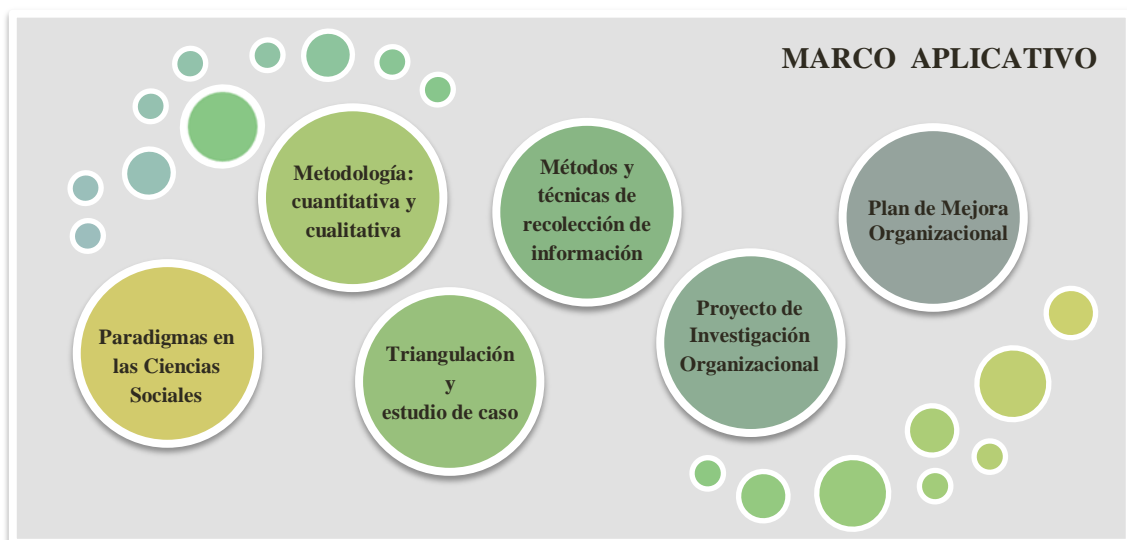 MARCO APLICATIVO
Paradigmas en
las Ciencias
Sociales
Metodología:
cuantitativa y
cualitativa
Triangulación
y
estudio de caso
Métodos y
técnicas de
recolección de
información
Proyecto de
Investigación
Organizacional
Plan de Mejora
Organizacional